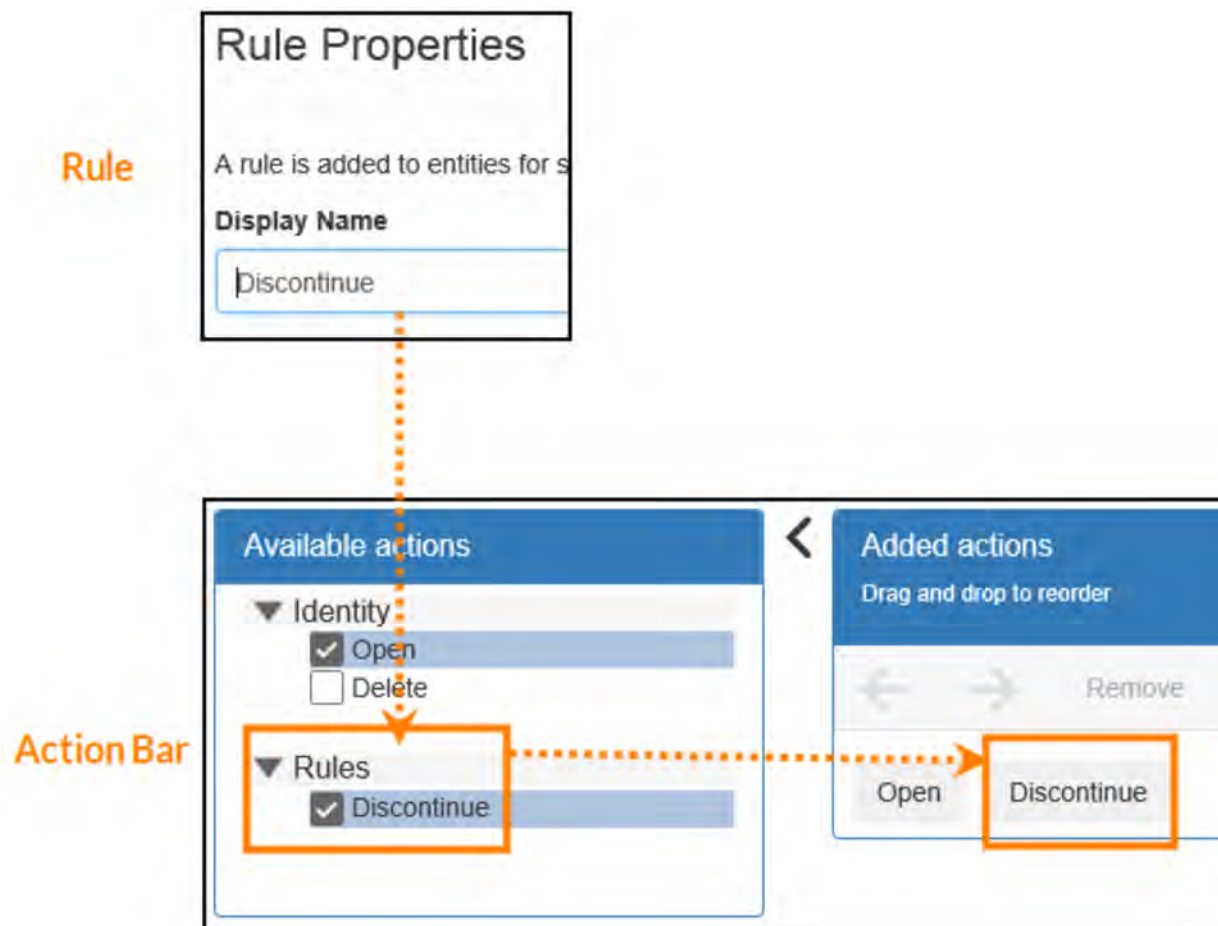 Rule Properties
Rule
A rule is added to entities for s
Display Name
Discontinue
Available actions
Identity
Open
Delete
Action Bar
Rules
Discontinue
Added actions
Drag and drop to reorder
Remove
Open
Discontinue